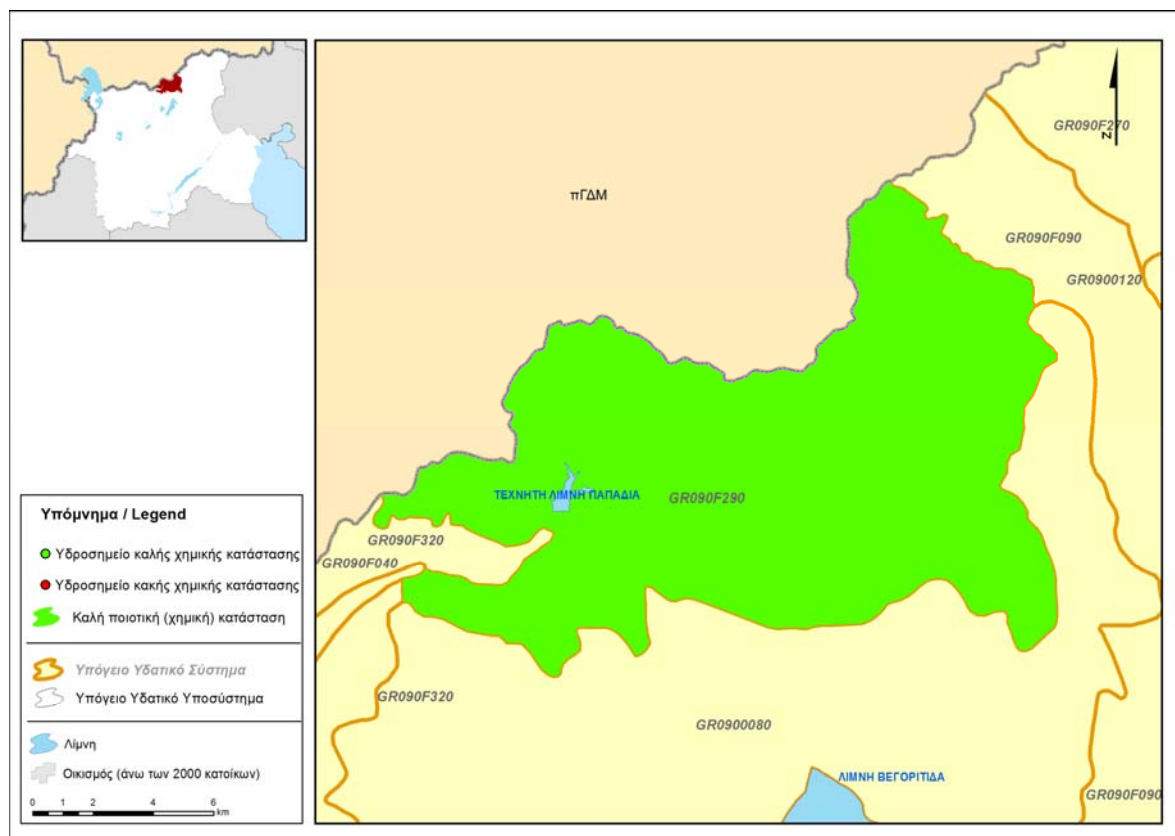 N
GR090F270
πΓΔΜ
GR090F090
GR0900120
ΤΕΧΝΗΤΗ ΛΙΜΝΗ ΠΑΠΑΔΙΑ
GR090F290
GR090F320
GR090F040
GR090F320
GR0900080
ΛΙΜΝΗ ΒΕΓΟΡΙΤΙΔΑ
GR090F090
Υπόμνημα / Legend
Υδροσημείο καλής χημικής κατάστασης
Υδροσημείο κακής χημικής κατάστασης
Καλή ποιοτική (χημική) κατάσταση
Υπόγειο Υδατικό Σύστημα
Υπόγειο Υδατικό Υποσύστημα
Λίμνη
Οικισμός (άνω των 2000 κατοίκων)
0 1 2 4 6
km